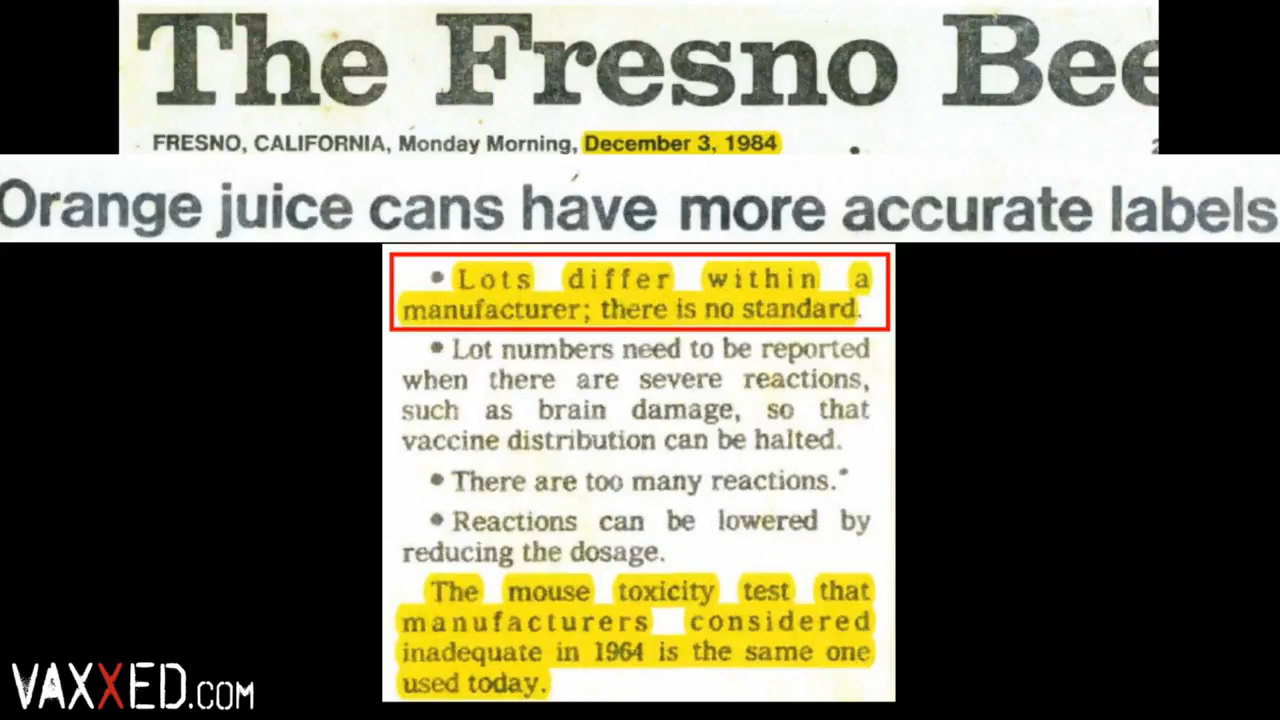 The Fresno Bee
FRESNO, CALIFORNIA, Monday Morning, December 3, 1984
Orange juice cans have more accurate labels
• Lots differ within a
manufacturer; there is no standard.
• Lot numbers need to be reported
when there are severe reactions,
such as brain damage, so that
vaccine distribution can be halted.
• There are too many reactions."
• Reactions can be lowered by
reducing the dosage.
The mouse toxicity test that
manufacturers considered
inadequate in 1964 is the same one
used today.
VAXXED.COM